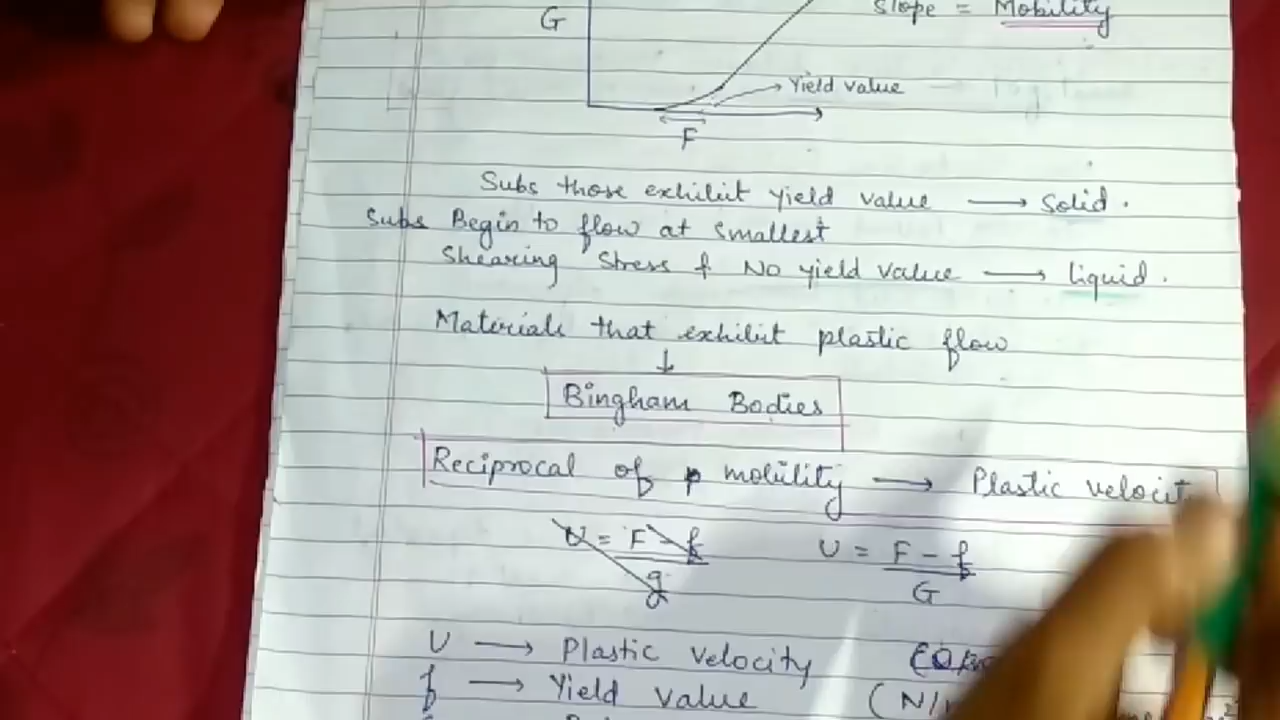 G
Slope = Mobility
Yield value
F
Subs those exhibit yield value → Solid.
Subs Begin to flow at smallest
Shearing Stress & No yield value → liquid.
Materials that exhibit plastic flow
↓
Bingham Bodies
Reciprocal of mobility → Plastic velocity
U = F - f / g U = F - f / G
U → Plastic velocity
f → Yield value (N/